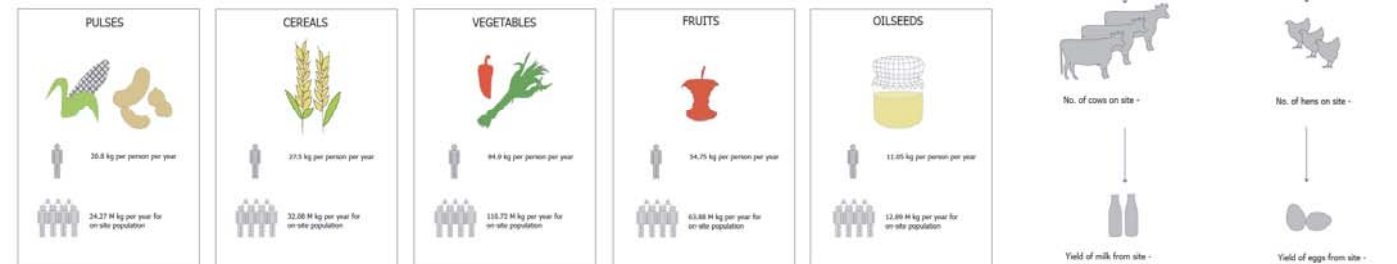 PULSES
20.8 kg per person per year
24.27 M kg per year for
on-site population
CEREALS
27.5 kg per person per year
32.08 M kg per year for
on-site population
VEGETABLES
94.9 kg per person per year
110.72 M kg per year for
on-site population
FRUITS
54.75 kg per person per year
63.88 M kg per year for
on-site population
OILSEEDS
11.05 kg per person per year
12.89 M kg per year for
on-site population
No. of cows on site -
Yield of milk from site -
No. of hens on site -
Yield of eggs from site -